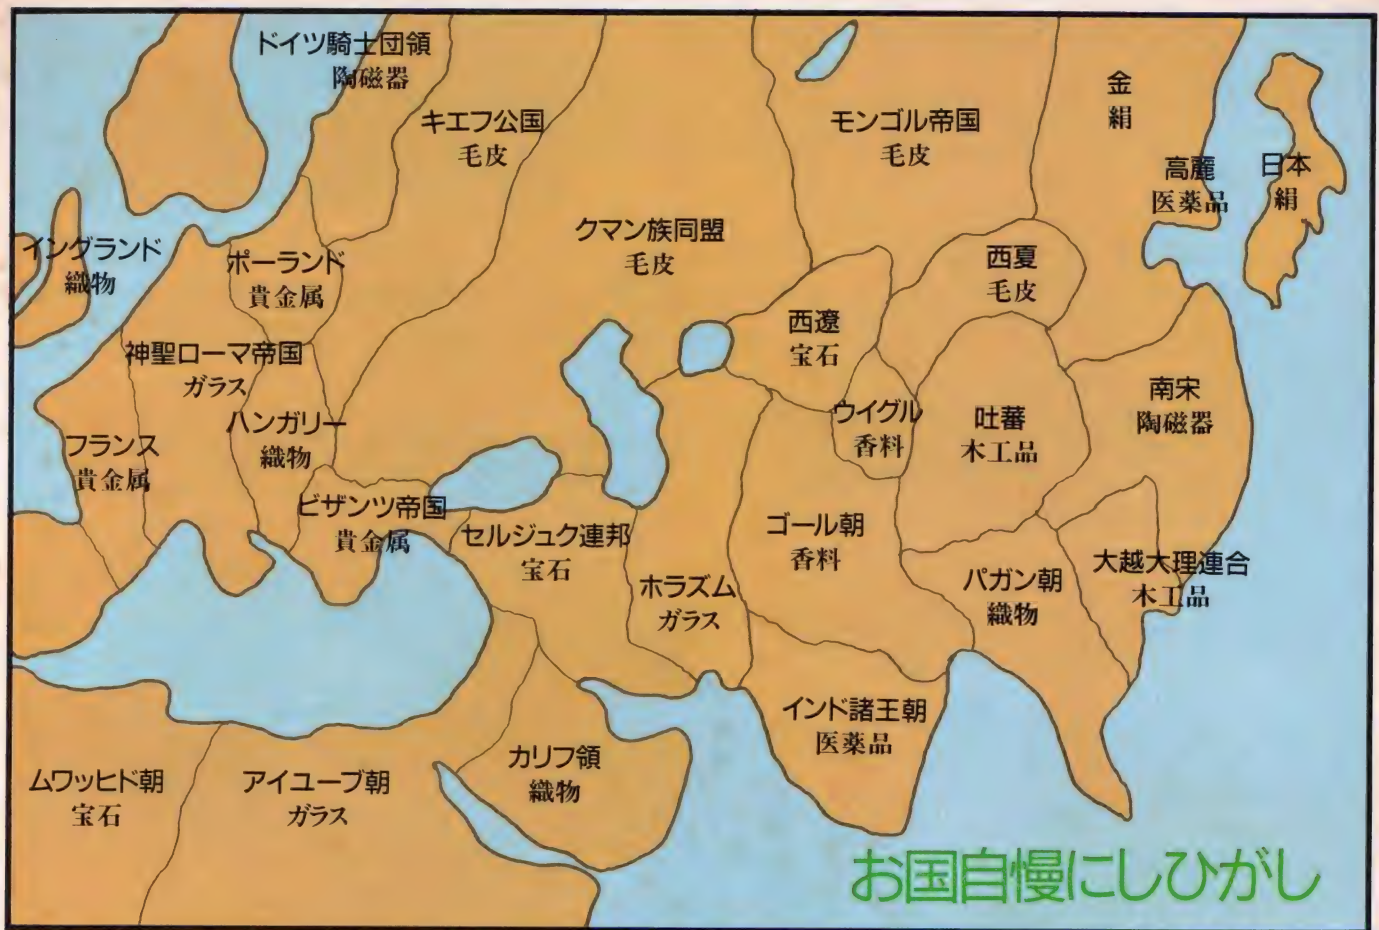 ドイツ騎士団領
陶磁器
キエフ公国
毛皮
モンゴル帝国
毛皮
金
絹
高麗
医薬品
日本
絹
イングランド
織物
ポーランド
貴金属
クマン族同盟
毛皮
西夏
毛皮
西遼
宝石
神聖ローマ帝国
ガラス
ハンガリー
織物
ウイグル
香料
吐蕃
木工品
南宋
陶磁器
フランス
貴金属
ビザンツ帝国
貴金属
セルジュク連邦
宝石
ホラズム
ガラス
ゴール朝
香料
パガン朝
織物
大越大理連合
木工品
インド諸王朝
医薬品
カリフ領
織物
ムワッヒド朝
宝石
アイユーブ朝
ガラス
お国自慢にしひがし